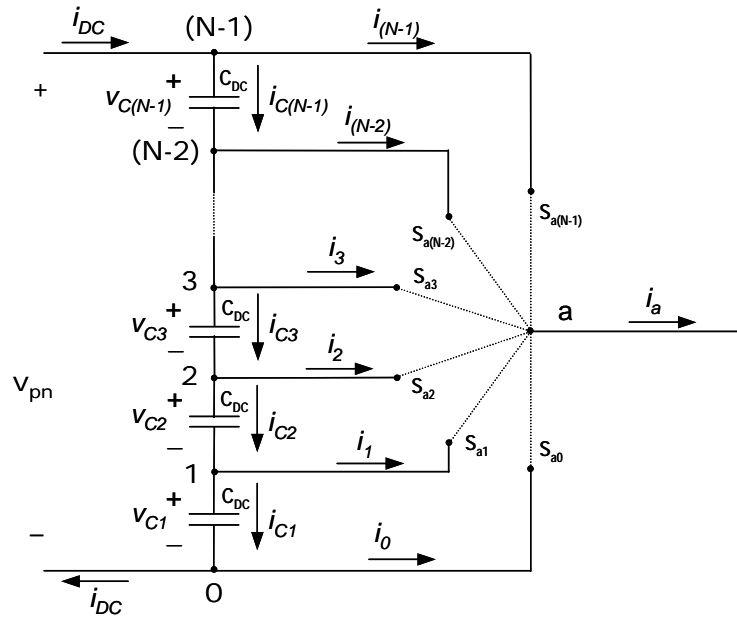 i_DC (N-1) i_(N-1)
+ + C_DC
v_C(N-1) i_C(N-1)
– i_(N-2)
(N-2)
S_a(N-1)
S_a(N-2)
i_3
3 S_a3
a i_a
+ C_DC
v_C3 i_C3
– i_2
2
v_pn S_a2
+ C_DC
v_C2 i_C2
– i_1 S_a1 S_a0
1
+ C_DC
v_C1 i_C1
– – i_0
i_DC 0